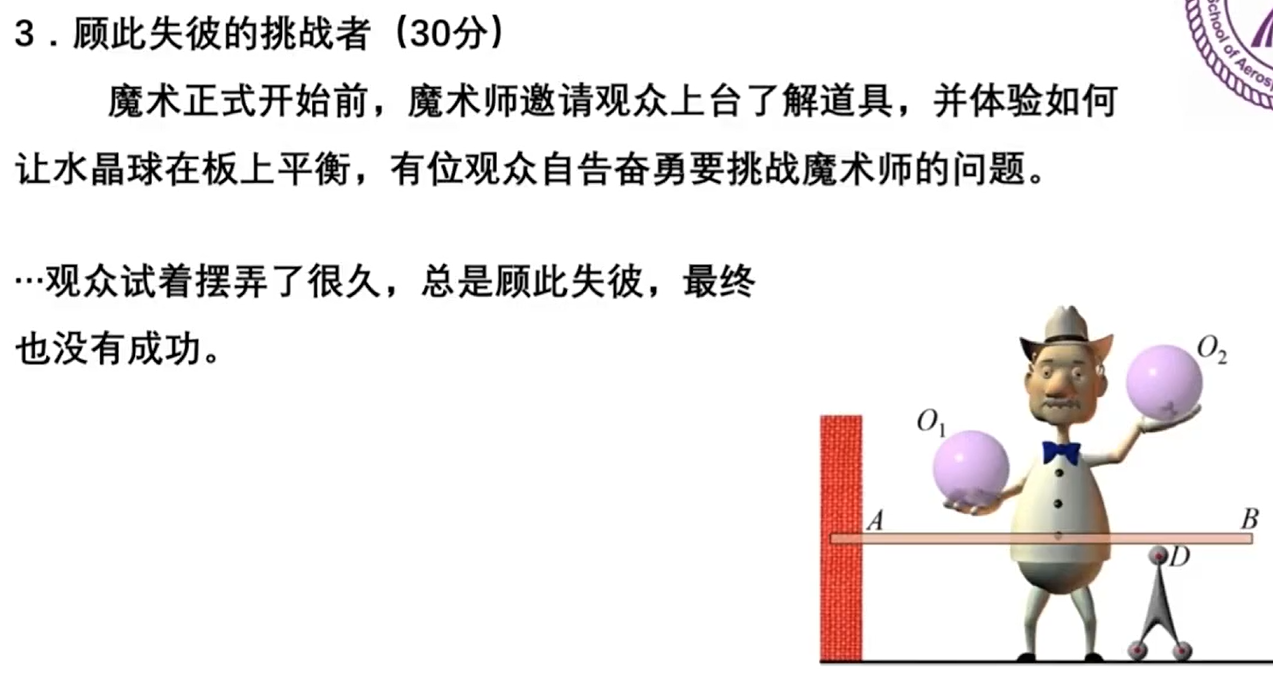 3．顾此失彼的挑战者（30分）
魔术正式开始前，魔术师邀请观众上台了解道具，并体验如何
让水晶球在板上平衡，有位观众自告奋勇要挑战魔术师的问题。
…观众试着摆弄了很久，总是顾此失彼，最终
也没有成功。
O₂
O₁
A
B
D
School of Aeros